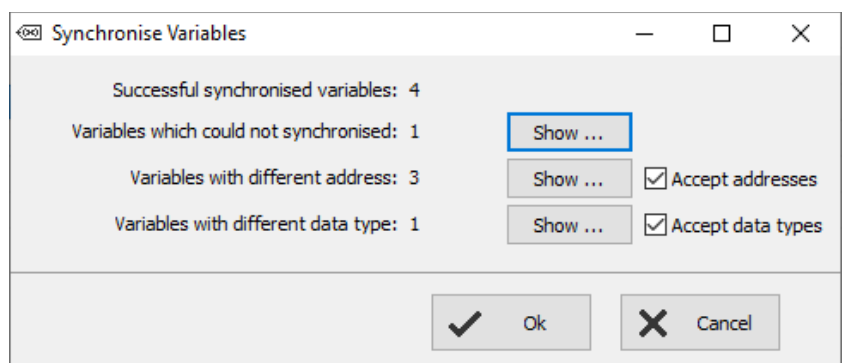 Synchronise Variables
Successful synchronised variables: 4
Variables which could not synchronised: 1 Show ...
Variables with different address: 3 Show ... Accept addresses
Variables with different data type: 1 Show ... Accept data types
Ok Cancel